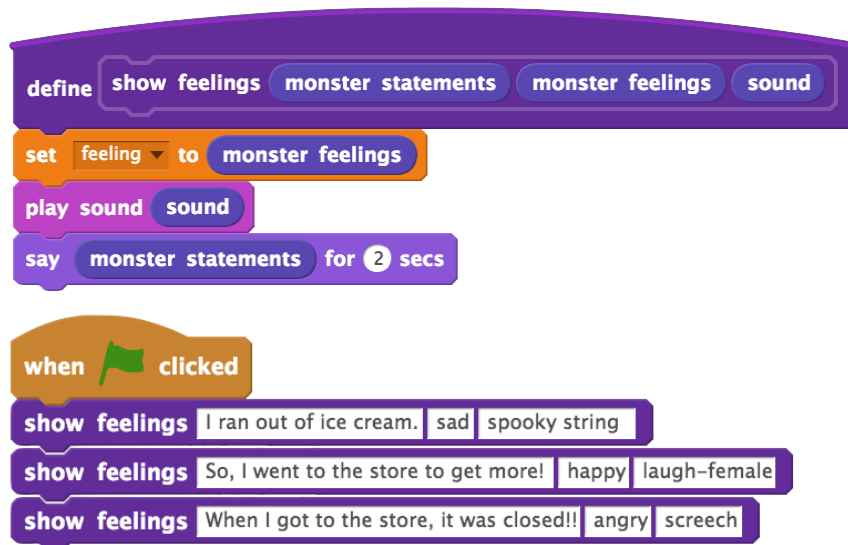 define show feelings monster statements monster feelings sound
set feeling to monster feelings
play sound sound
say monster statements for 2 secs
when clicked
show feelings I ran out of ice cream. sad spooky string
show feelings So, I went to the store to get more! happy laugh-female
show feelings When I got to the store, it was closed!! angry screech